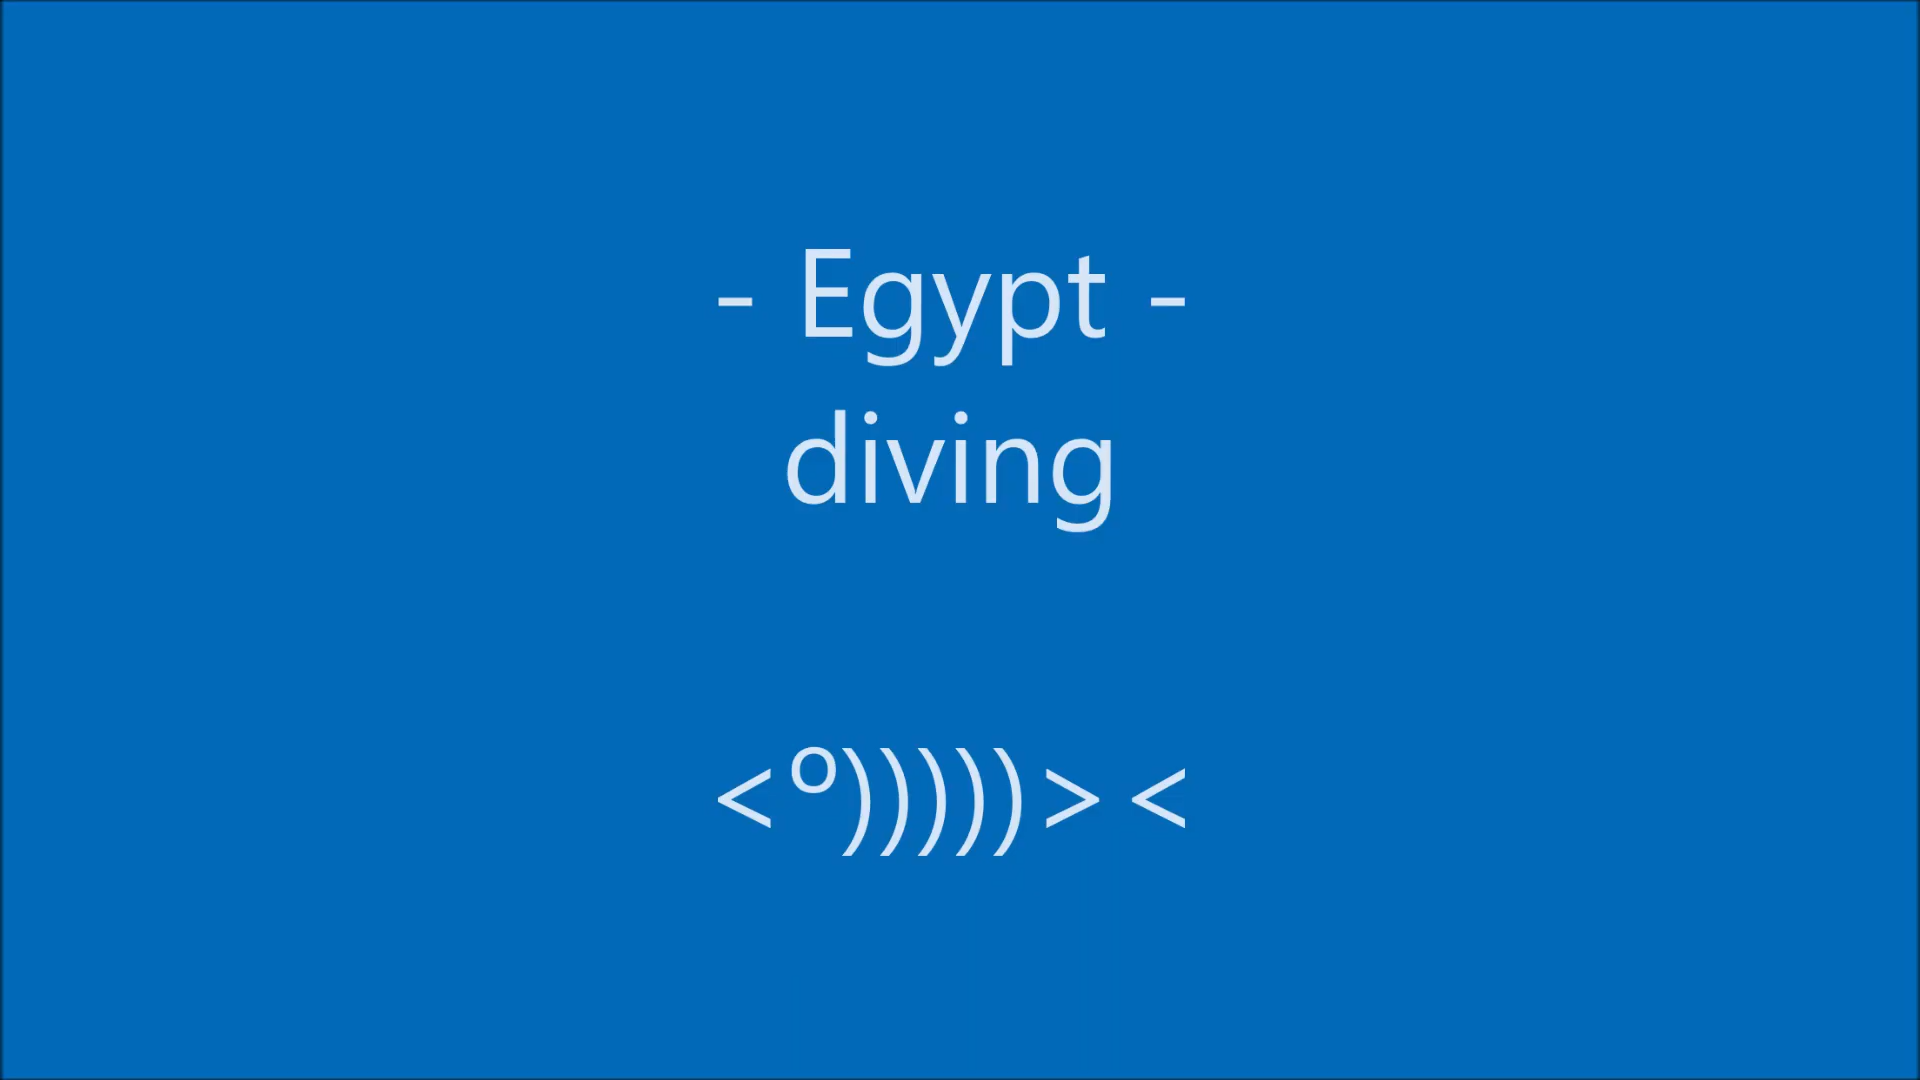 - Egypt -
diving
<º)))))><